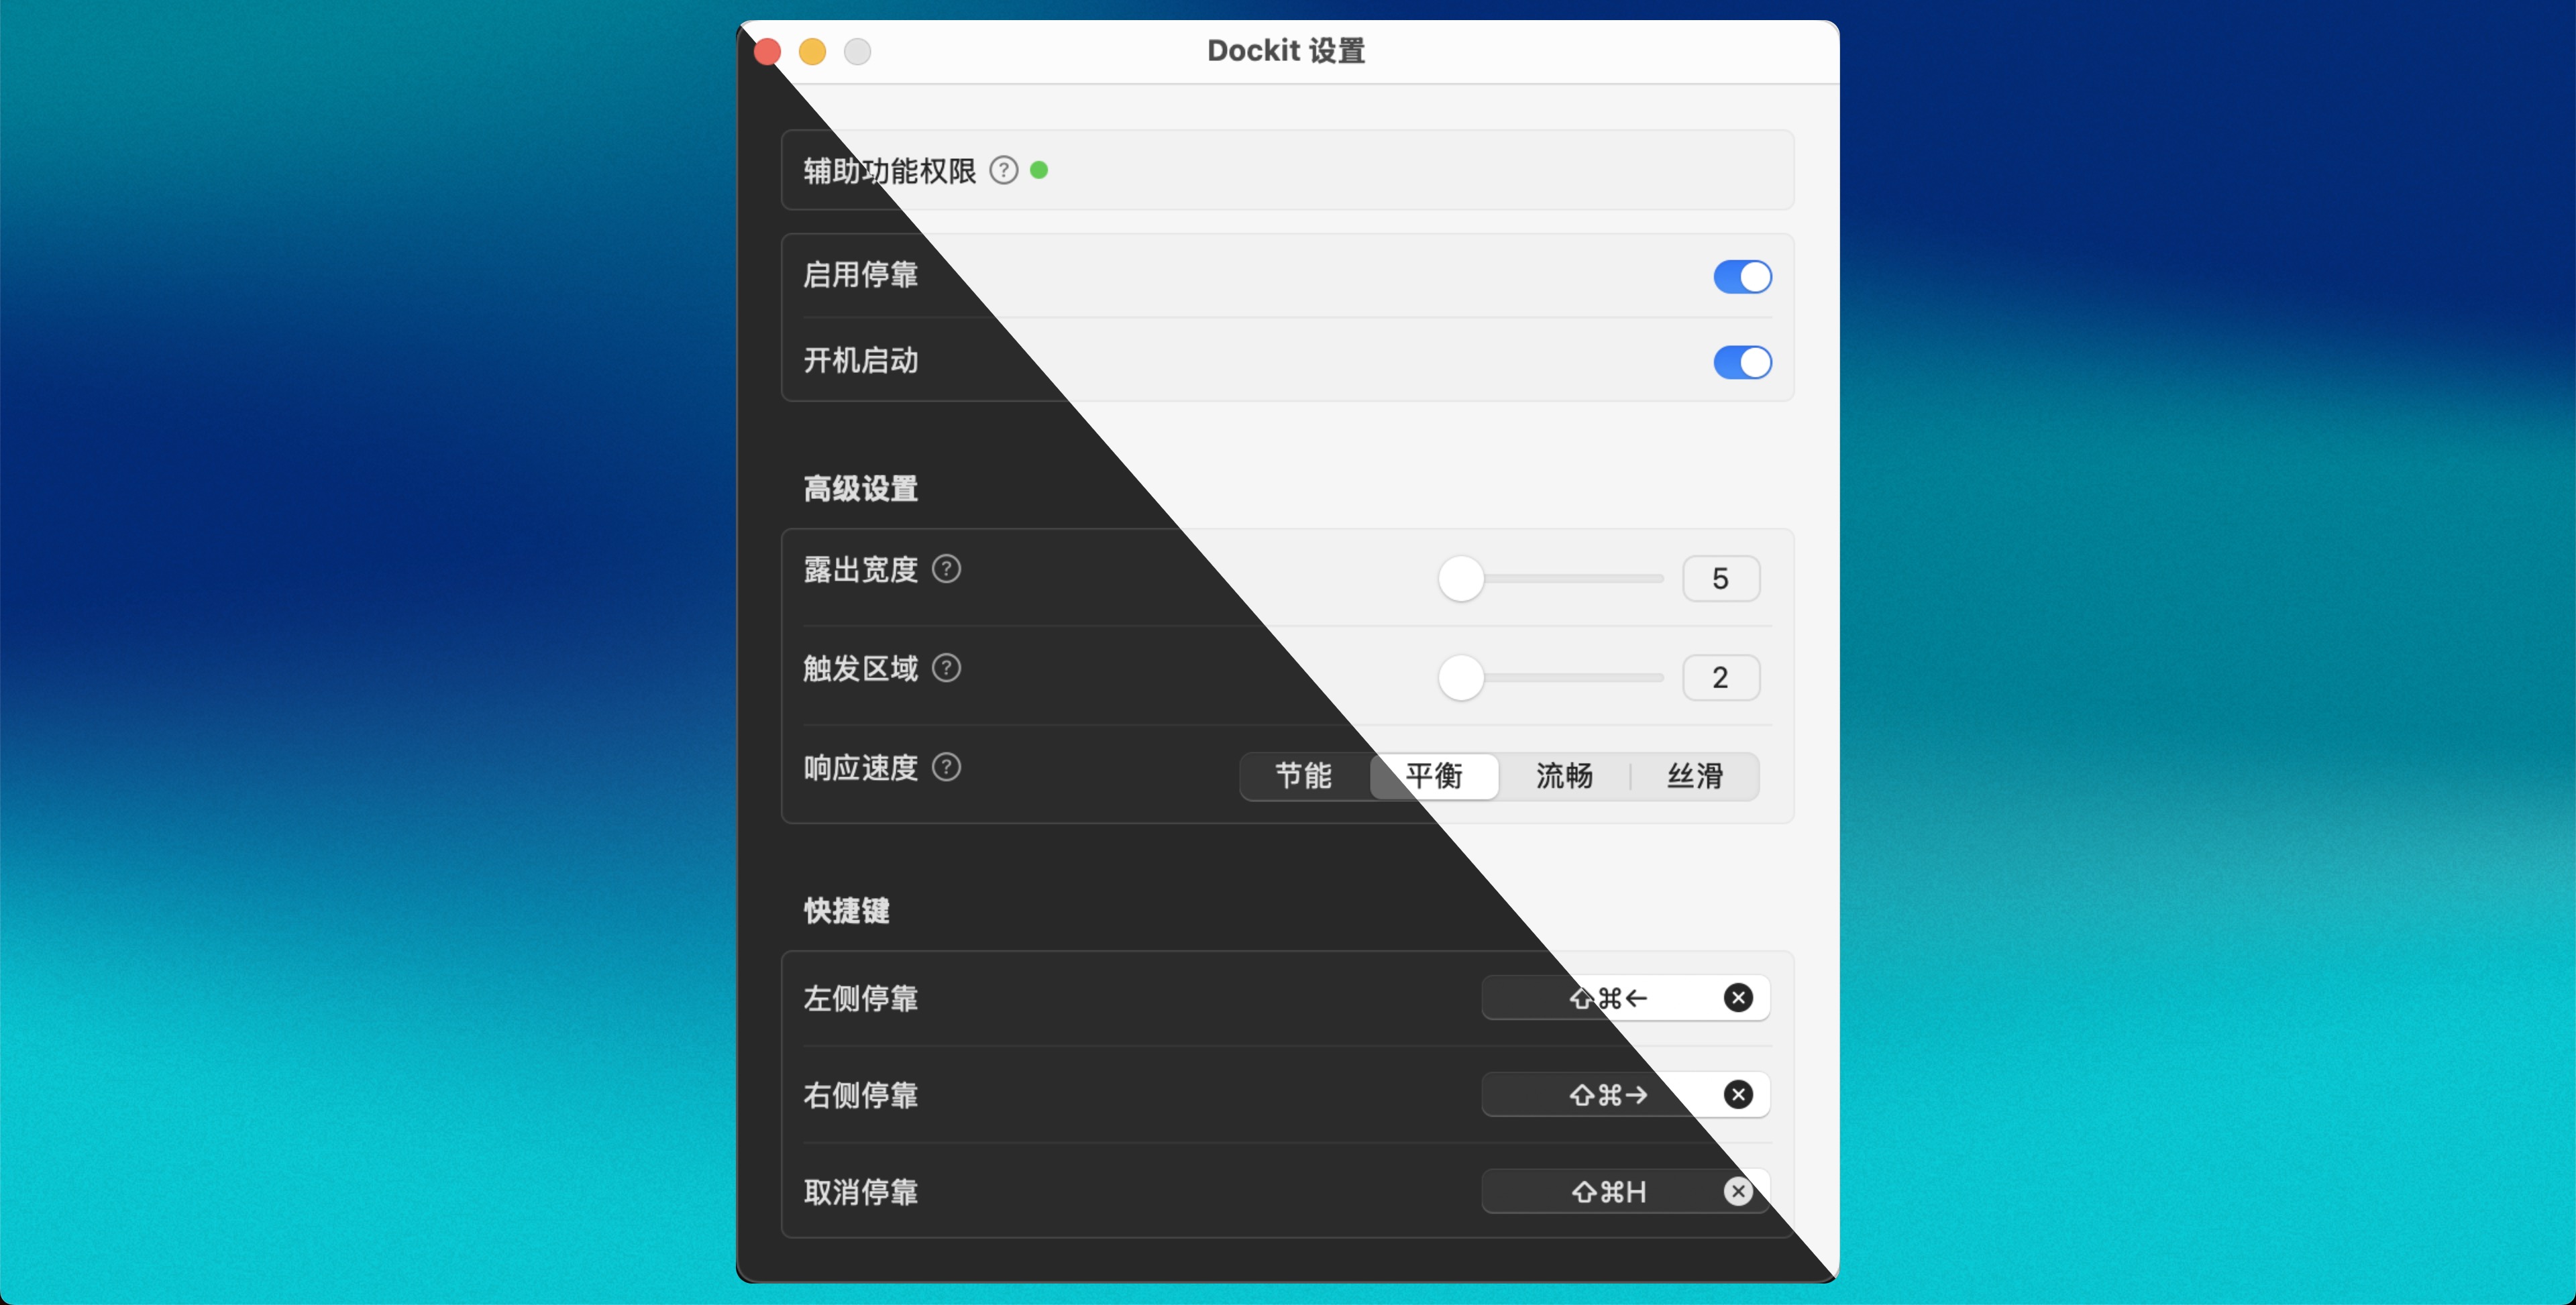 Dockit 设置
辅助功能权限 ?
启用停靠
开机启动
高级设置
露出宽度 ? 5
触发区域 ? 2
响应速度 ? 节能 平衡 流畅 丝滑
快捷键
左侧停靠 ⇧⌘←
右侧停靠 ⇧⌘→
取消停靠 ⇧⌘H